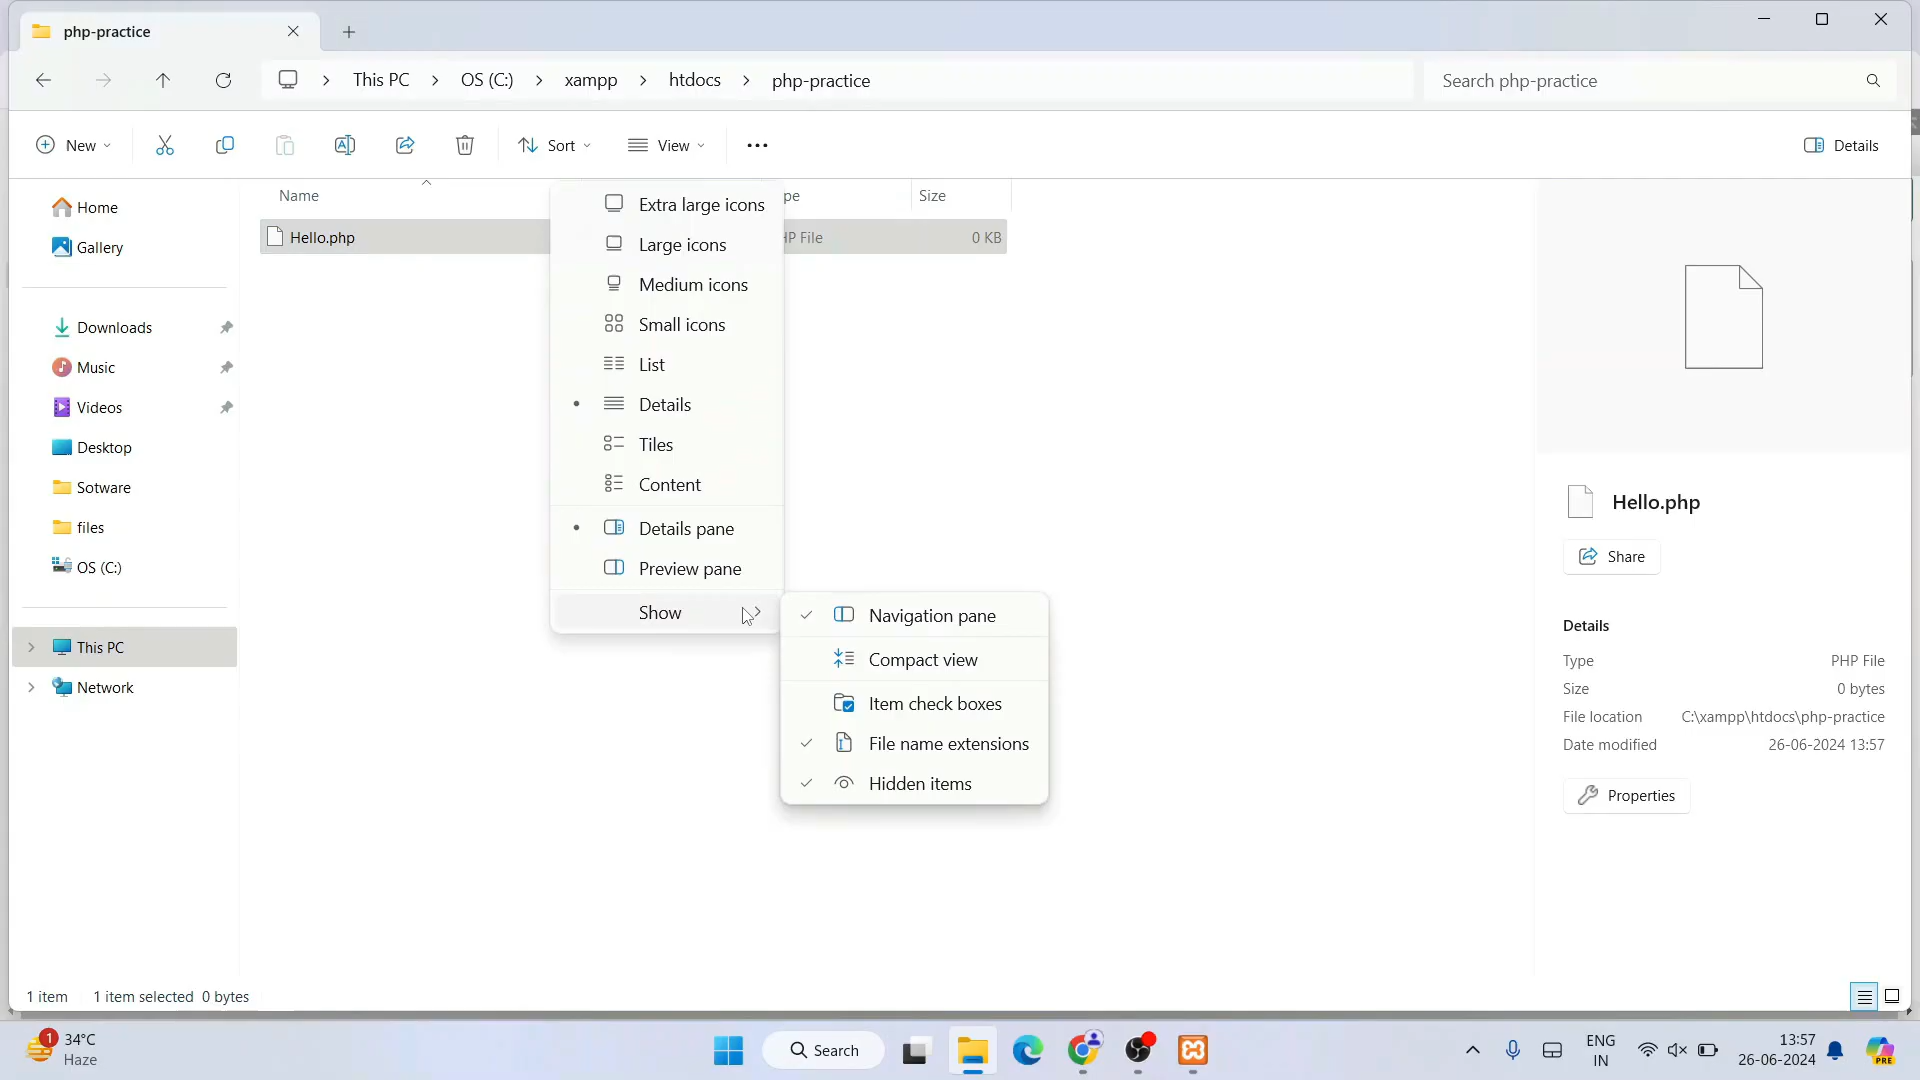 php-practice
This PC > OS (C:) > xampp > htdocs > php-practice
Search php-practice
New
Sort
View
Details
Name
pe
Size
Hello.php
HP File
0 KB
Home
Gallery
Downloads
Music
Videos
Desktop
Sotware
files
OS (C:)
This PC
Network
Extra large icons
Large icons
Medium icons
Small icons
List
Details
Tiles
Content
Details pane
Preview pane
Show
Navigation pane
Compact view
Item check boxes
File name extensions
Hidden items
Hello.php
Share
Details
Type PHP File
Size 0 bytes
File location C:\xampp\htdocs\php-practice
Date modified 26-06-2024 13:57
Properties
1 item 1 item selected 0 bytes
1
34°C
Haze
Search
PRE
ENG
IN
13:57
26-06-2024